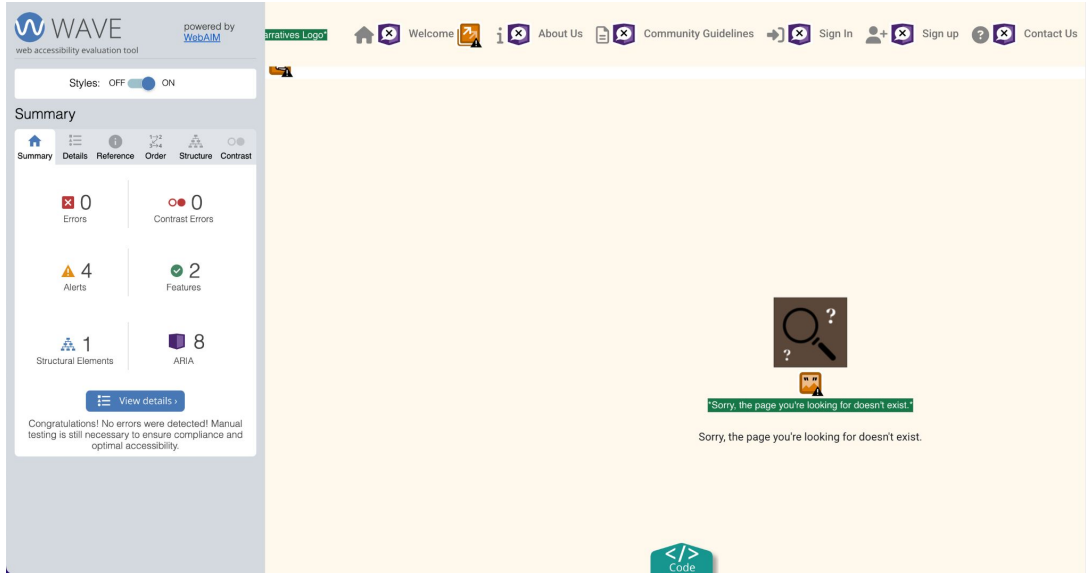 WAVE
web accessibility evaluation tool
powered by
WebAIM
Styles: OFF ON
Summary
Summary Details Reference Order Structure Contrast
0
Errors
0
Contrast Errors
4
Alerts
2
Features
1
Structural Elements
8
ARIA
View details ›
Congratulations! No errors were detected! Manual
testing is still necessary to ensure compliance and
optimal accessibility.
Logo* Welcome About Us Community Guidelines Sign In Sign up Contact Us
? ?
" "
*Sorry, the page you're looking for doesn't exist.*
Sorry, the page you're looking for doesn't exist.
</>
Code